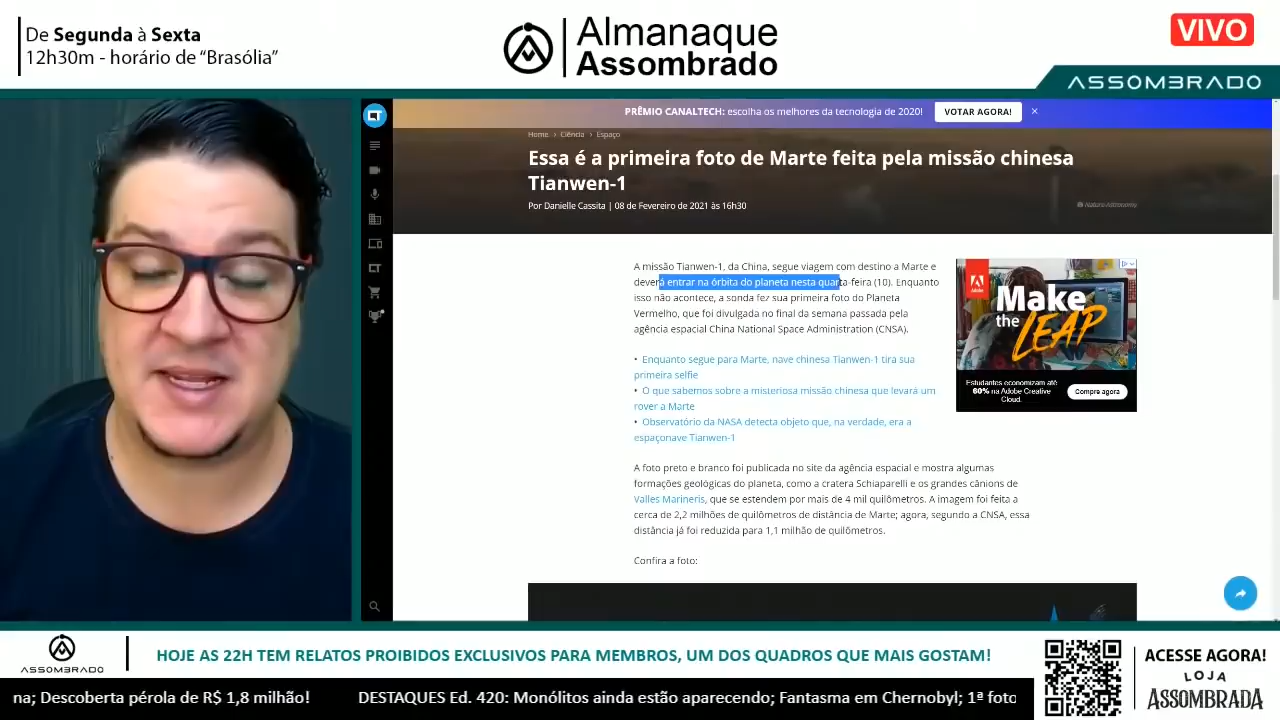 De Segunda à Sexta
12h30m - horário de “Brasília”
Almanaque
Assombrado
VIVO
ASSOMBRADO
PRÊMIO CANALTECH: escolha os melhores da tecnologia de 2020!
VOTAR AGORA!
Home › Ciência › Espaço
Essa é a primeira foto de Marte feita pela missão chinesa
Tianwen-1
Por Danielle Cassita | 08 de Fevereiro de 2021 às 16h30
Nature Astronomy
A missão Tianwen-1, da China, segue viagem com destino a Marte e
deverá entrar na órbita do planeta nesta quarta-feira (10). Enquanto
isso não acontece, a sonda fez sua primeira foto do Planeta
Vermelho, que foi divulgada no final da semana passada pela
agência espacial China National Space Administration (CNSA).
• Enquanto segue para Marte, nave chinesa Tianwen-1 tira sua
primeira selfie
• O que sabemos sobre a misteriosa missão chinesa que levará um
rover a Marte
• Observatório da NASA detecta objeto que, na verdade, era a
espaçonave Tianwen-1
Adobe
Make
the LEAP
Estudantes economizam até
60% na Adobe Creative
Cloud.
Compre agora
A foto preto e branco foi publicada no site da agência espacial e mostra algumas
formações geológicas do planeta, como a cratera Schiaparelli e os grandes cânions de
Valles Marineris, que se estendem por mais de 4 mil quilômetros. A imagem foi feita a
cerca de 2,2 milhões de quilômetros de distância de Marte; agora, segundo a CNSA, essa
distância já foi reduzida para 1,1 milhão de quilômetros.
Confira a foto:
ASSOMBRADO
HOJE AS 22H TEM RELATOS PROIBIDOS EXCLUSIVOS PARA MEMBROS, UM DOS QUADROS QUE MAIS GOSTAM!
ACESSE AGORA!
LOJA
ASSOMBRADA
na; Descoberta pérola de R$ 1,8 milhão! DESTAQUES Ed. 420: Monólitos ainda estão aparecendo; Fantasma em Chernobyl; 1ª foto